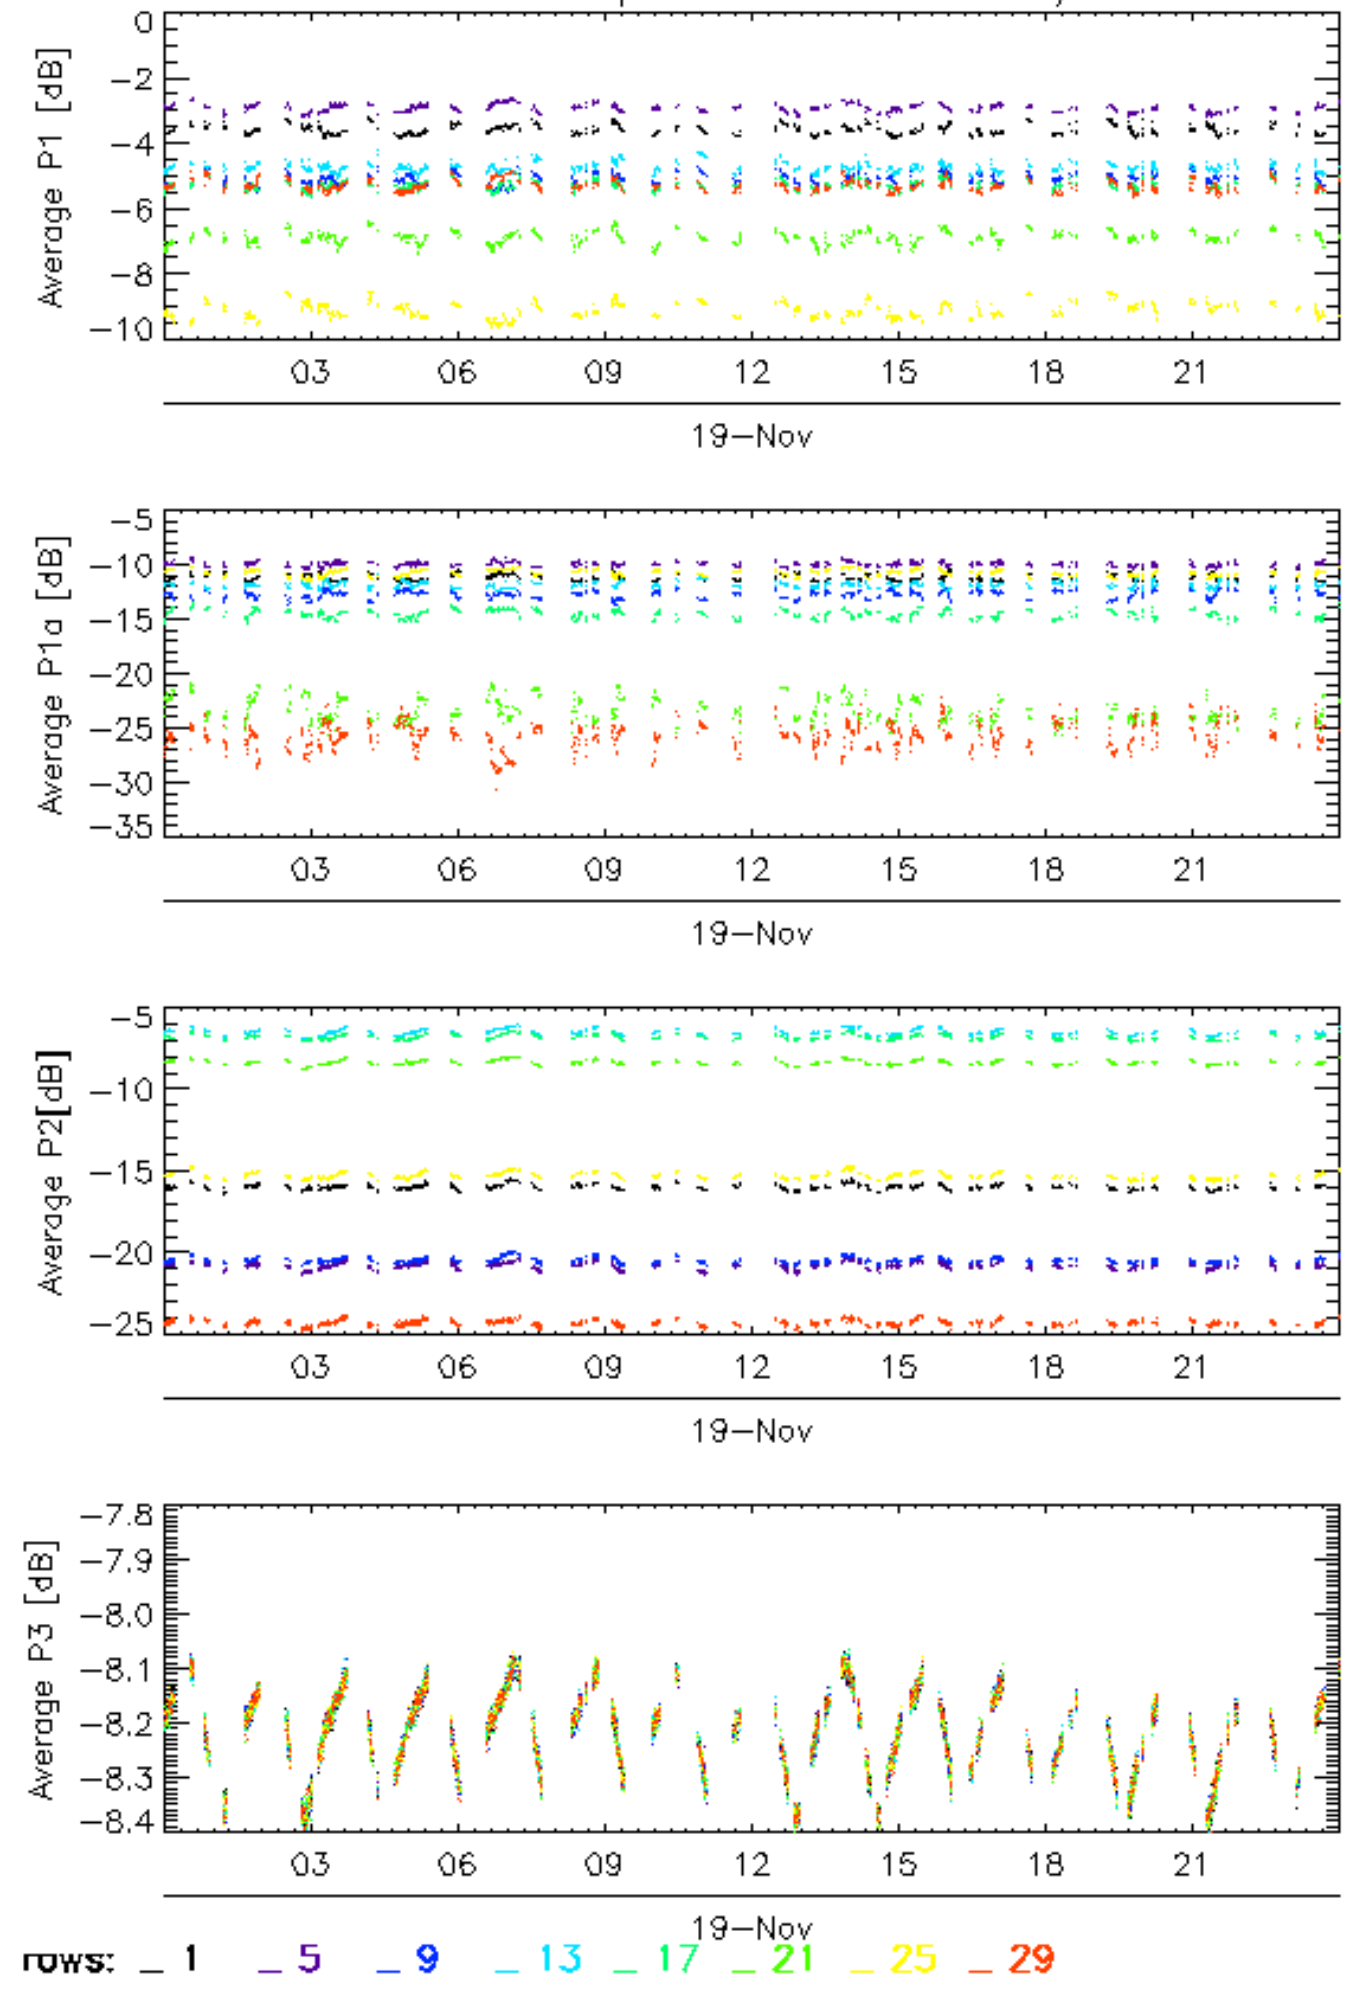 0
−2
−4
−6
−8
−10
Average P1 [dB]
03 06 09 12 15 18 21
19−Nov
−5
−10
−15
−20
−25
−30
−35
Average P1a [dB]
03 06 09 12 15 18 21
19−Nov
−5
−10
−15
−20
−25
Average P2[dB]
03 06 09 12 15 18 21
19−Nov
−7.8
−7.9
−8.0
−8.1
−8.2
−8.3
−8.4
Average P3 [dB]
03 06 09 12 15 18 21
19−Nov
rows: _ 1 _ 5 _ 9 _ 13 _ 17 _ 21 _ 25 _ 29